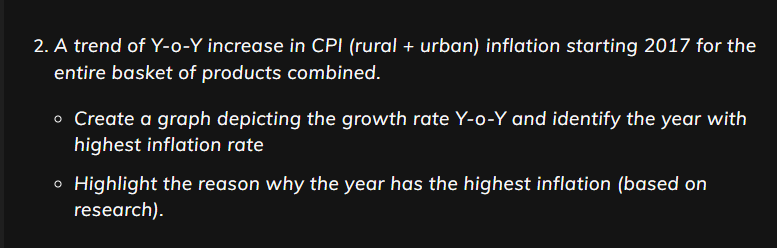 2. A trend of Y-o-Y increase in CPI (rural + urban) inflation starting 2017 for the
entire basket of products combined.
Create a graph depicting the growth rate Y-o-Y and identify the year with
highest inflation rate
Highlight the reason why the year has the highest inflation (based on
research).